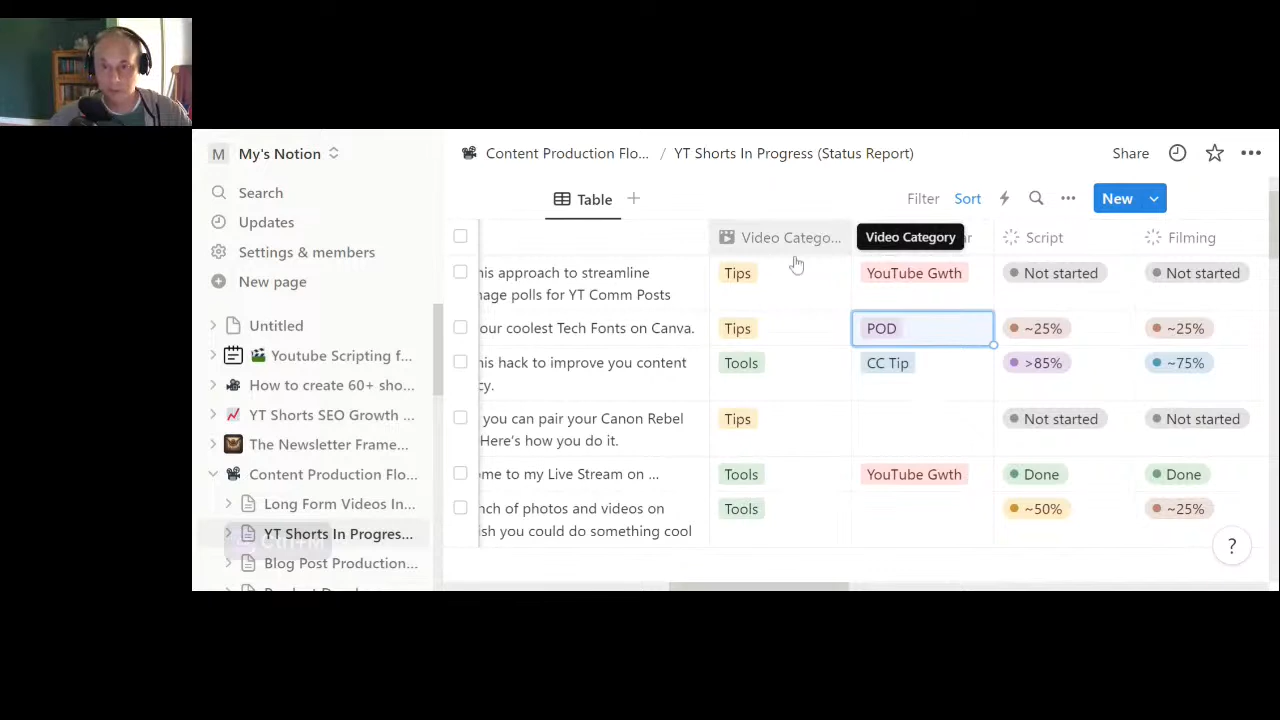 M My's Notion
Content Production Flo... / YT Shorts In Progress (Status Report)
Share
Search
Updates
Settings & members
New page
Untitled
Youtube Scripting f...
How to create 60+ sho...
YT Shorts SEO Growth ...
The Newsletter Frame...
Content Production Flo...
Long Form Videos In...
YT Shorts In Progres...
Ctrl+M
Blog Post Production...
Table
Filter
Sort
New
Video Catego...
Video Category
Script
Filming
his approach to streamline
nage polls for YT Comm Posts
Tips
YouTube Gwth
Not started
Not started
our coolest Tech Fonts on Canva.
Tips
POD
~25%
~25%
his hack to improve you content
cy.
Tools
CC Tip
>85%
~75%
you can pair your Canon Rebel
Here's how you do it.
Tips
Not started
Not started
ome to my Live Stream on ...
Tools
YouTube Gwth
Done
Done
nch of photos and videos on
ish you could do something cool
Tools
~50%
~25%
?